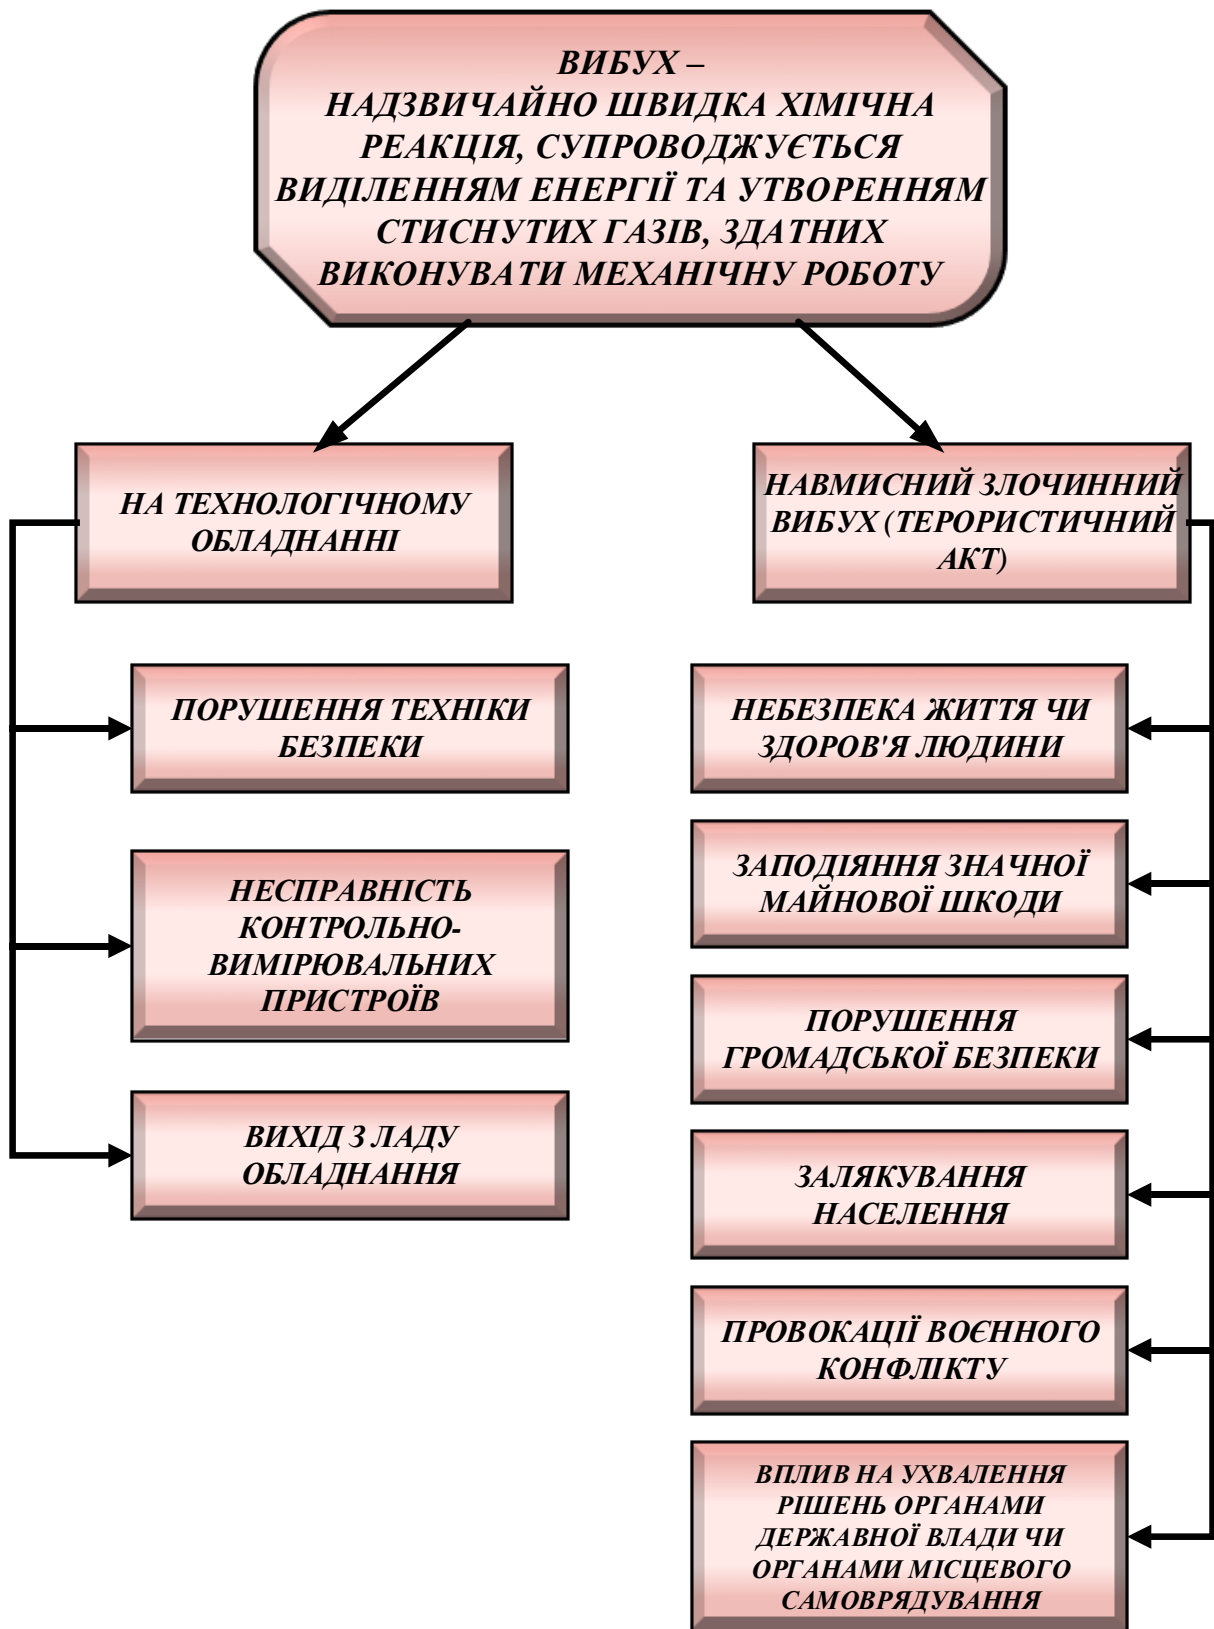 ВИБУХ –
НАДЗВИЧАЙНО ШВИДКА ХІМІЧНА
РЕАКЦІЯ, СУПРОВОДЖУЄТЬСЯ
ВИДІЛЕННЯМ ЕНЕРГІЇ ТА УТВОРЕННЯМ
СТИСНУТИХ ГАЗІВ, ЗДАТНИХ
ВИКОНУВАТИ МЕХАНІЧНУ РОБОТУ
НА ТЕХНОЛОГІЧНОМУ
ОБЛАДНАННІ
ПОРУШЕННЯ ТЕХНІКИ
БЕЗПЕКИ
НЕСПРАВНІСТЬ
КОНТРОЛЬНО-
ВИМІРЮВАЛЬНИХ
ПРИСТРОЇВ
ВИХІД З ЛАДУ
ОБЛАДНАННЯ
НАВМИСНИЙ ЗЛОЧИННИЙ
ВИБУХ (ТЕРОРИСТИЧНИЙ
АКТ)
НЕБЕЗПЕКА ЖИТТЯ ЧИ
ЗДОРОВ'Я ЛЮДИНИ
ЗАПОДІЯННЯ ЗНАЧНОЇ
МАЙНОВОЇ ШКОДИ
ПОРУШЕННЯ
ГРОМАДСЬКОЇ БЕЗПЕКИ
ЗАЛЯКУВАННЯ
НАСЕЛЕННЯ
ПРОВОКАЦІЇ ВОЄННОГО
КОНФЛІКТУ
ВПЛИВ НА УХВАЛЕННЯ
РІШЕНЬ ОРГАНАМИ
ДЕРЖАВНОЇ ВЛАДИ ЧИ
ОРГАНАМИ МІСЦЕВОГО
САМОВРЯДУВАННЯ